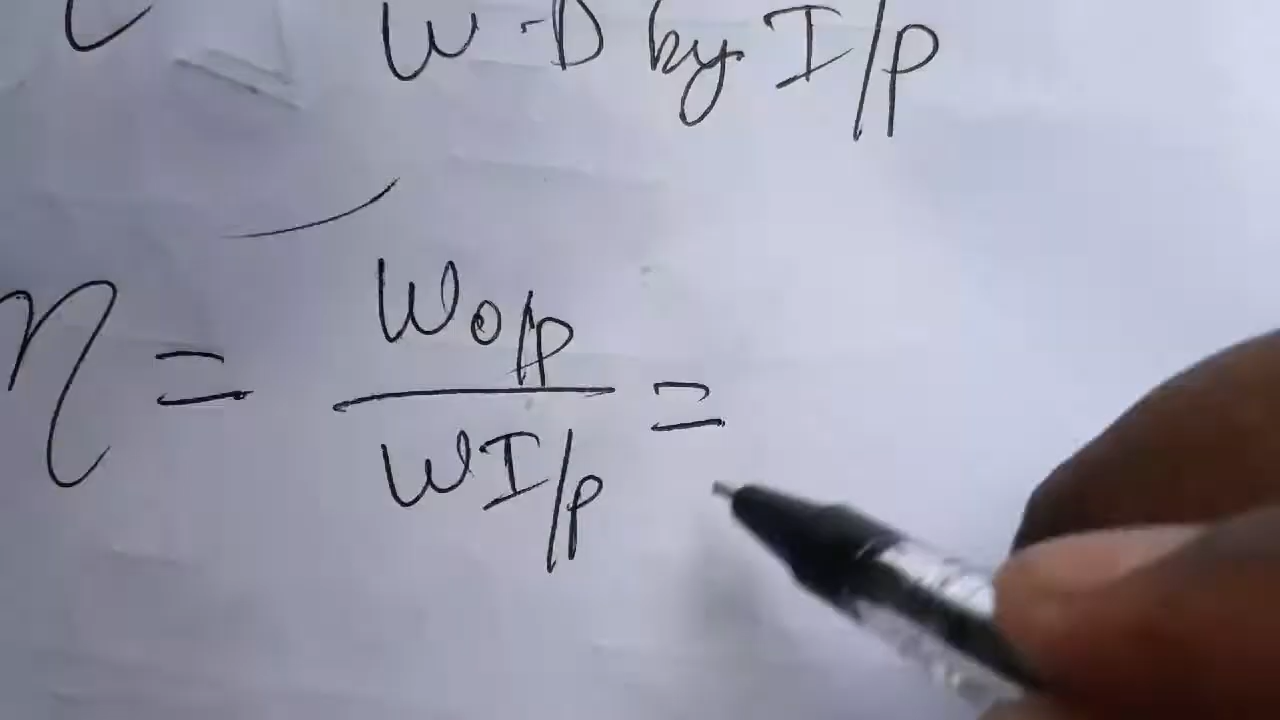 W.D by I/p
η = Wo/p / WI/p =